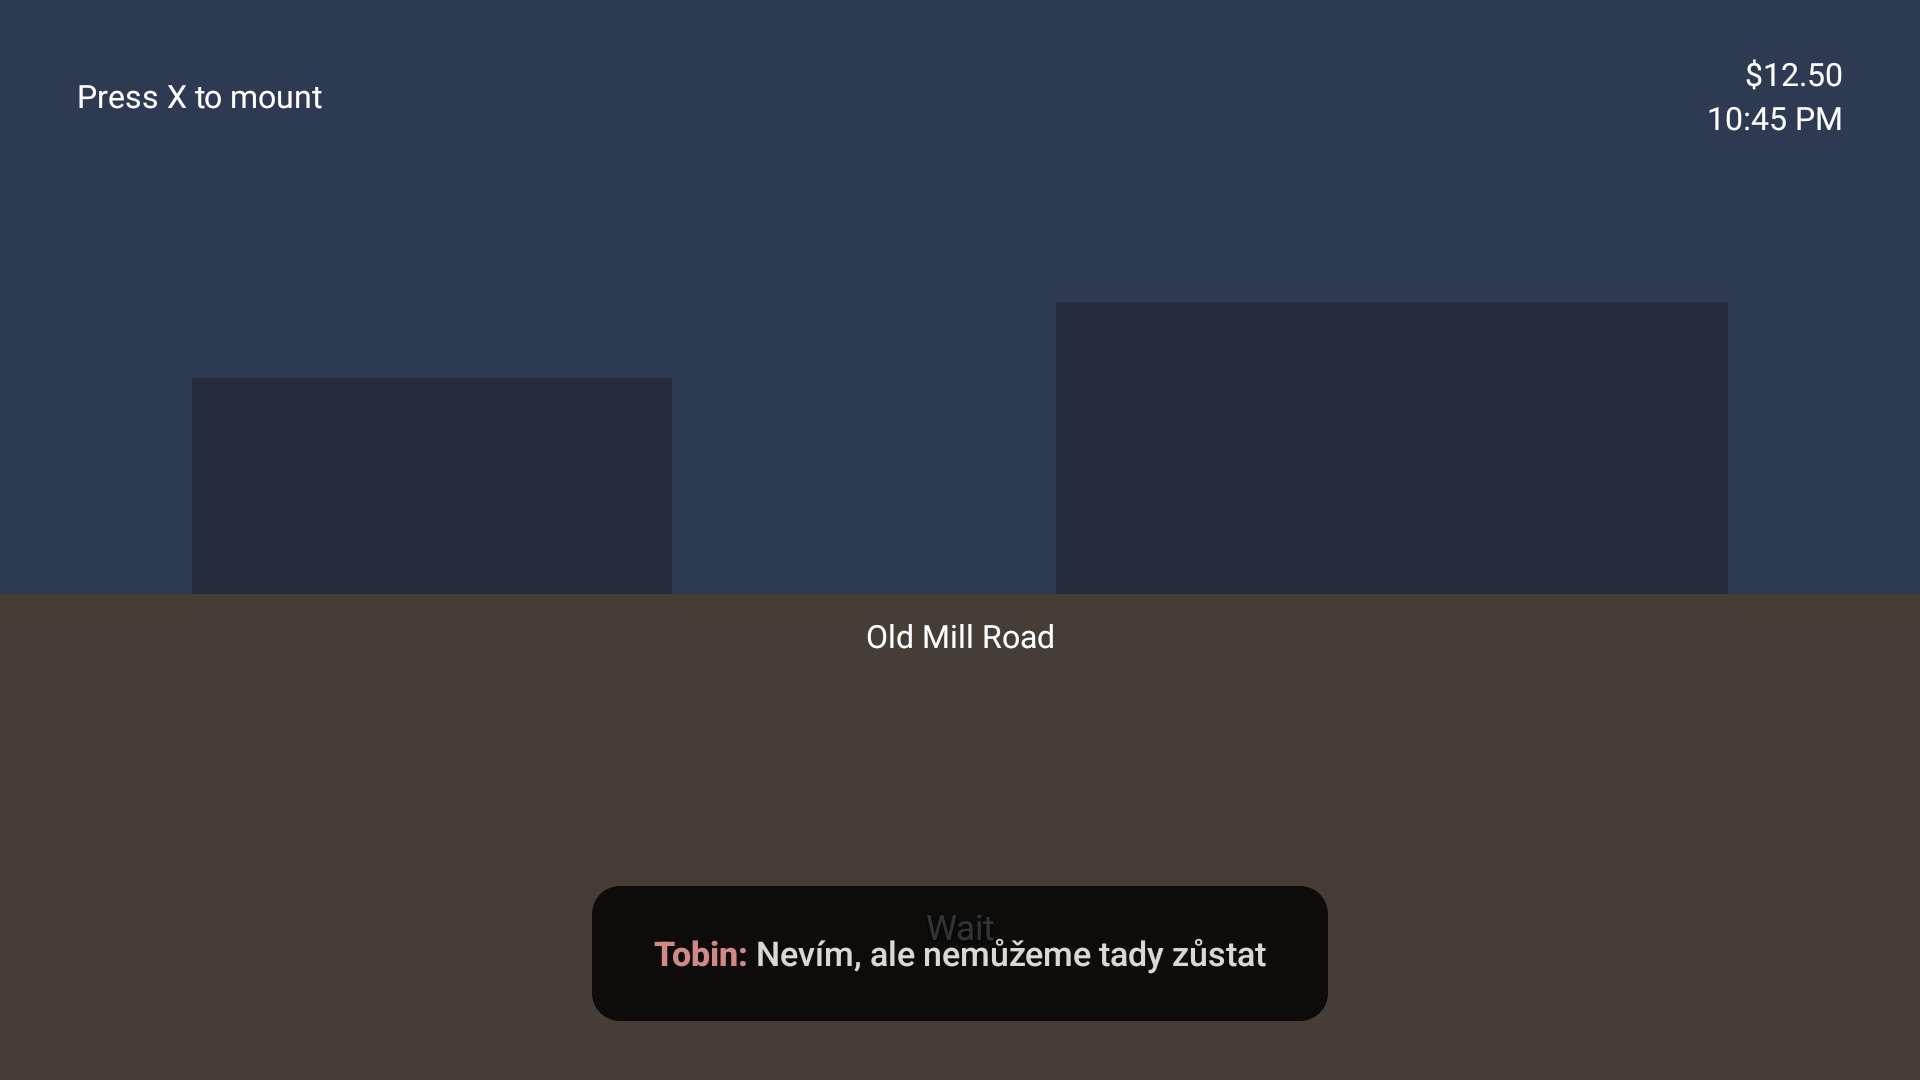 Press X to mount
$12.50
10:45 PM
Old Mill Road
Wait
Tobin: Nevím, ale nemůžeme tady zůstat